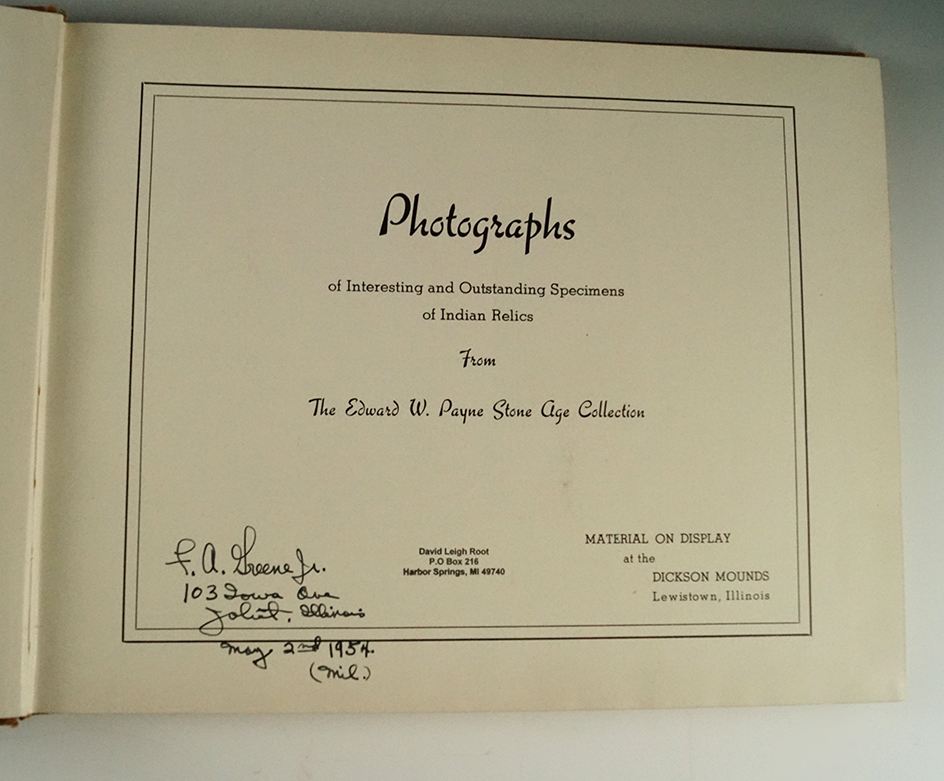 Photographs
of Interesting and Outstanding Specimens
of Indian Relics
From
The Edward W. Payne Stone Age Collection
F. A. Greene Jr.
103 Iowa Ave
Joliet, Illinois
May 2nd 1954.
(Mil.)
David Leigh Root
P.O Box 216
Harbor Springs, MI 49740
MATERIAL ON DISPLAY
at the
DICKSON MOUNDS
Lewistown, Illinois